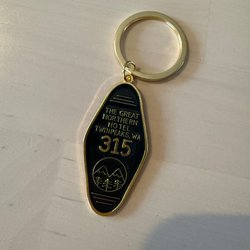 THE GREAT
NORTHERN
HOTEL
TWIN PEAKS, WA
315